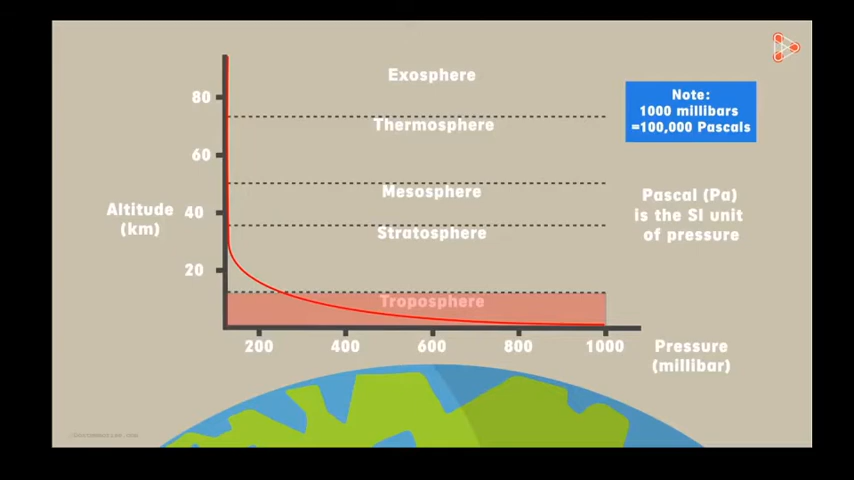 Exosphere
80
Note:
1000 millibars
=100,000 Pascals
Thermosphere
60
Mesosphere
Pascal (Pa)
is the SI unit
of pressure
Altitude
(km)
40
Stratosphere
20
Troposphere
200
400
600
800
1000
Pressure
(millibar)